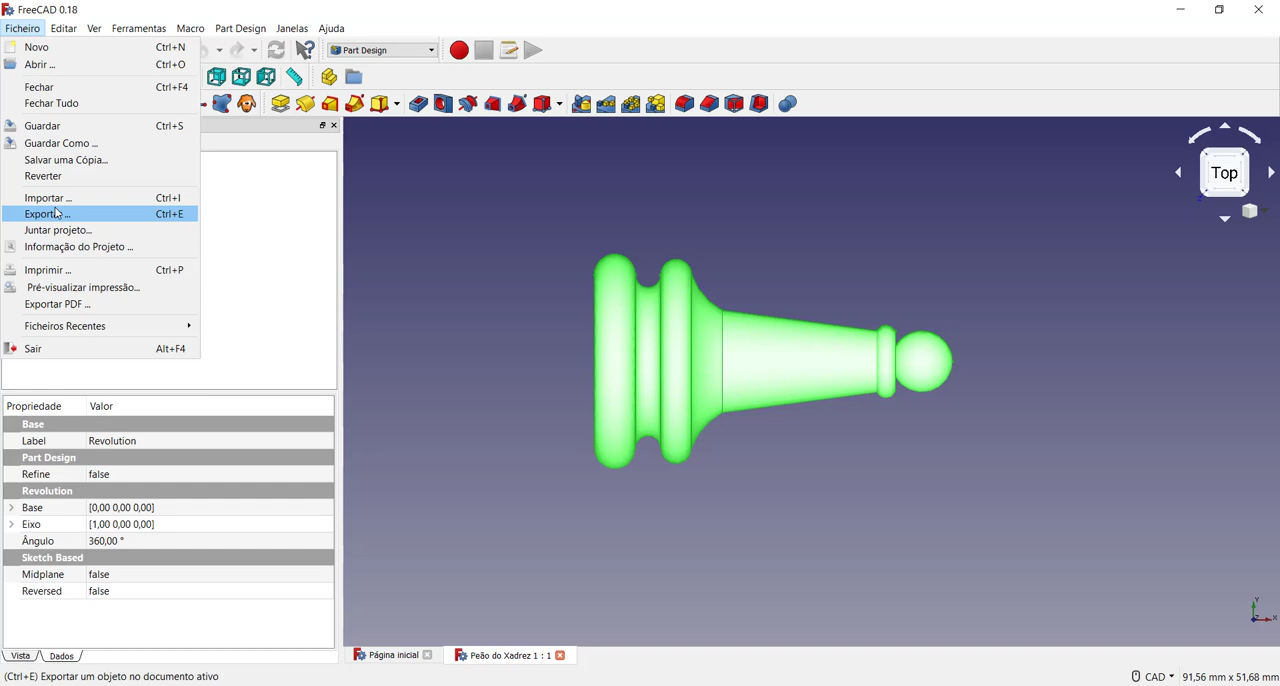 FreeCAD 0.18
Ficheiro Editar Ver Ferramentas Macro Part Design Janelas Ajuda
Novo Ctrl+N
Part Design
Abrir ... Ctrl+O
Fechar Ctrl+F4
Fechar Tudo
Guardar Ctrl+S
Guardar Como ...
Salvar uma Cópia...
Reverter
Importar ... Ctrl+I
Ctrl+E
Juntar projeto...
Informação do Projeto ...
Imprimir ... Ctrl+P
Pré-visualizar impressão...
Exportar PDF ...
Ficheiros Recentes
Sair Alt+F4
Top
Z
Propriedade Valor
Base
Label Revolution
Part Design
Refine false
Revolution
Base [0,00 0,00 0,00]
Eixo [1,00 0,00 0,00]
Ângulo 360,00 °
Sketch Based
Midplane false
Reversed false
Y
Z X
Vista Dados
Página inicial Peão do Xadrez 1 : 1
(Ctrl+E) Exportar um objeto no documento ativo
CAD 91,56 mm x 51,68 mm